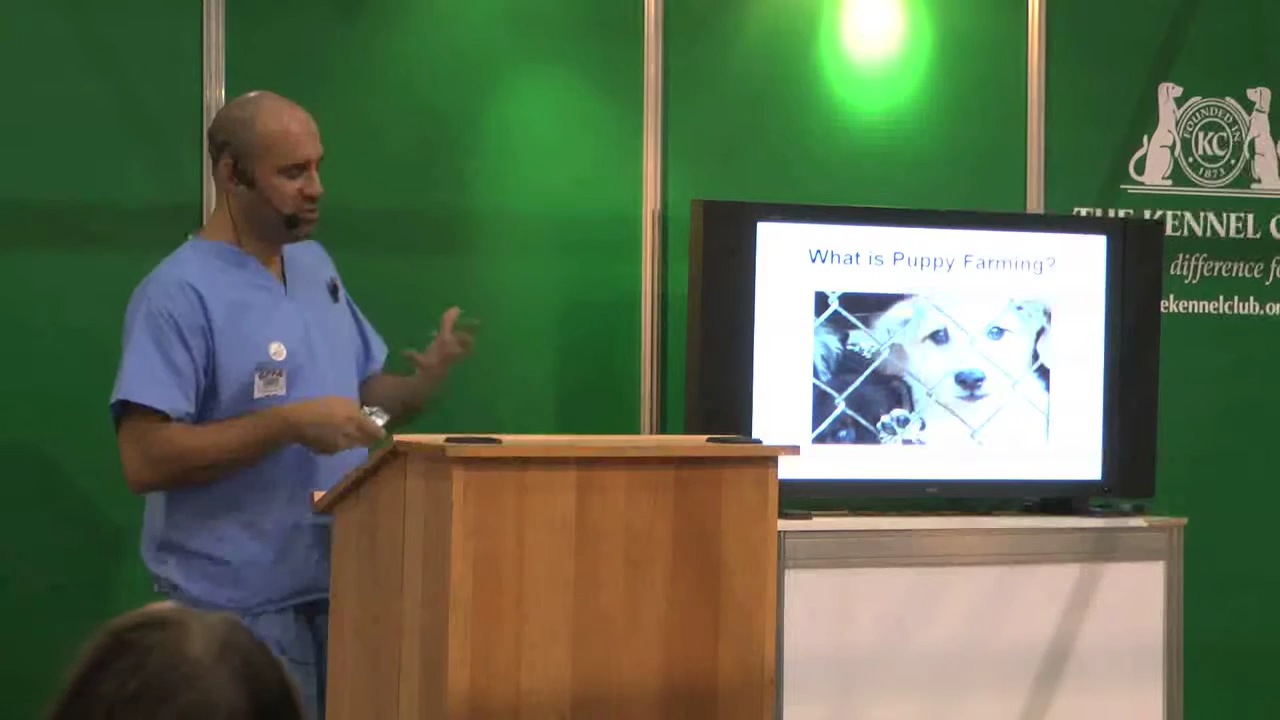 What is Puppy Farming?
FOUNDED IN
KC
1873
THE KENNEL C
difference fo
ekennelclub.or